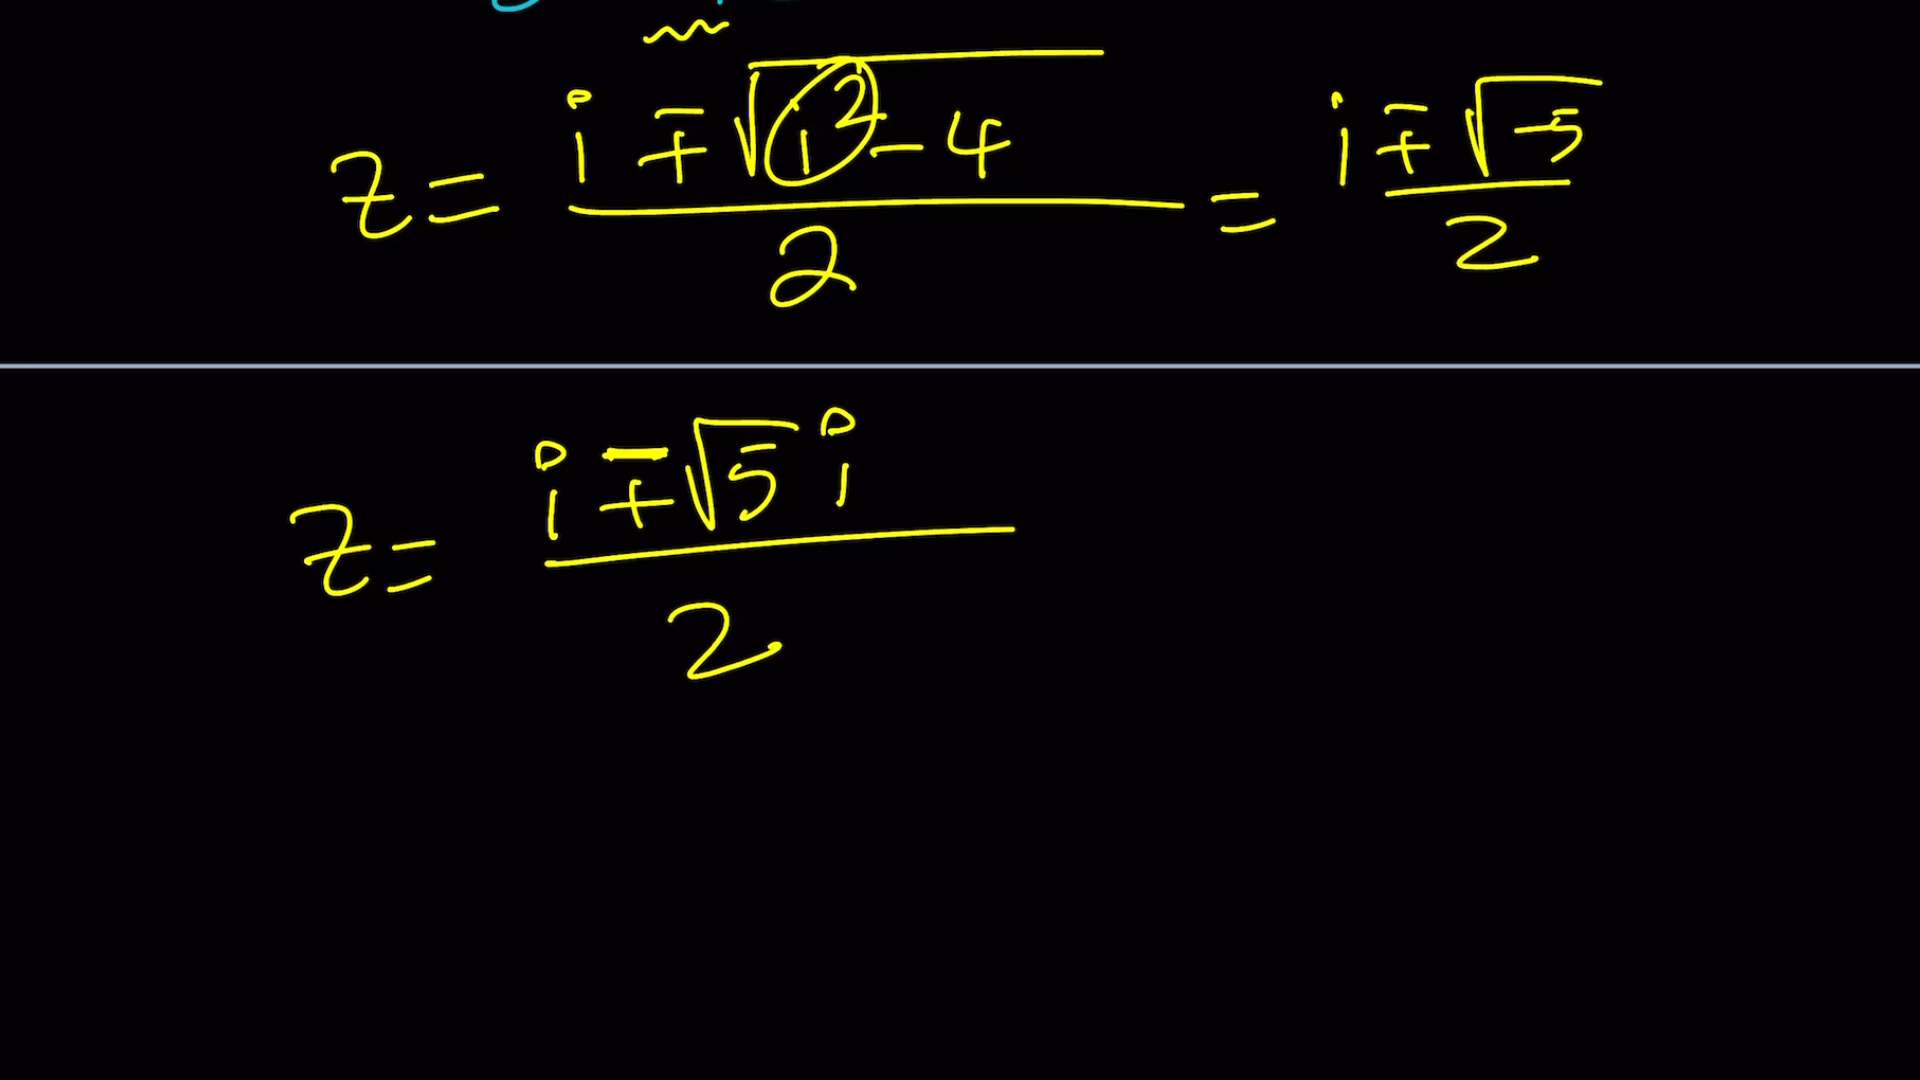 z = (i ∓ √(i² - 4)) / 2 = (i ∓ √-5) / 2
z = (i ∓ √5 i) / 2